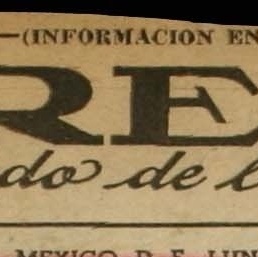 —(INFORMACION EN
RE
do de l
MEXICO D. F. LUN